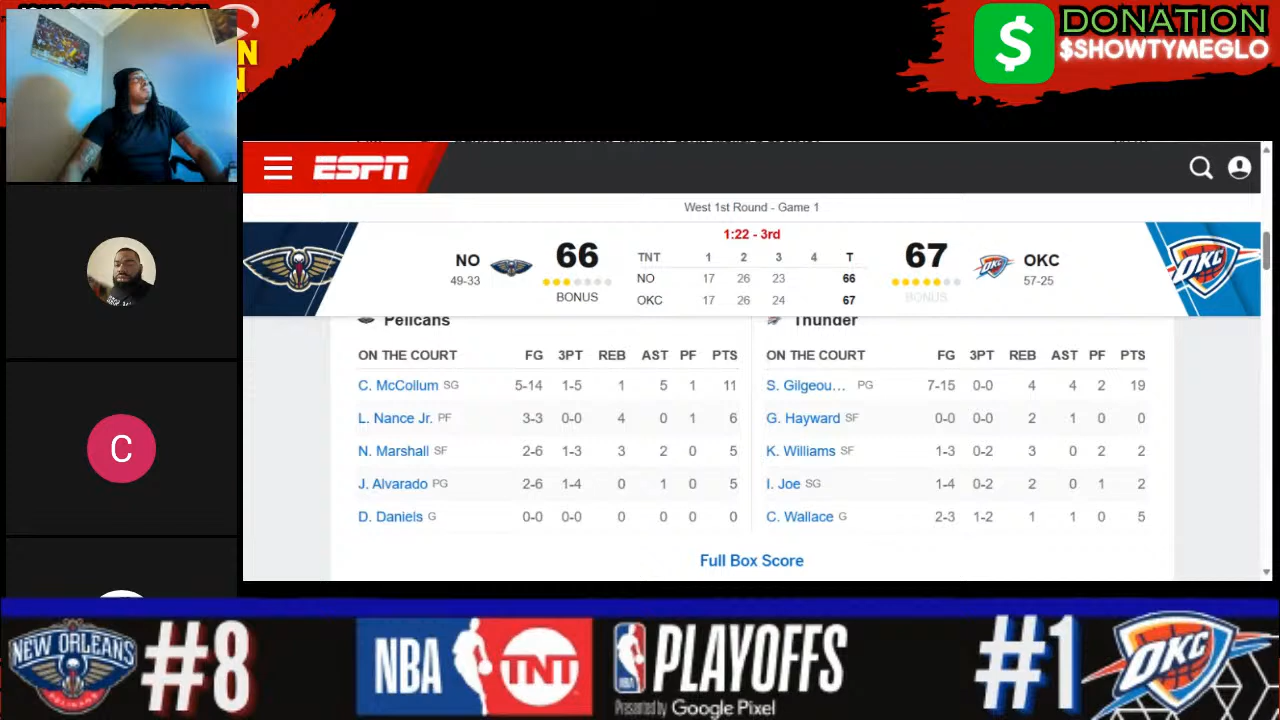 DONATION
$SHOWTYMEGLO
ESPN
West 1st Round - Game 1
NO
49-33
66
BONUS
1:22 - 3rd
TNT 1 2 3 4 T
NO 17 26 23 66
OKC 17 26 24 67
67
BONUS
OKC
57-25
Pelicans
ON THE COURT FG 3PT REB AST PF PTS
C. McCollum SG 5-14 1-5 1 5 1 11
L. Nance Jr. PF 3-3 0-0 4 0 1 6
N. Marshall SF 2-6 1-3 3 2 0 5
J. Alvarado PG 2-6 1-4 0 1 0 5
D. Daniels G 0-0 0-0 0 0 0 0
Thunder
ON THE COURT FG 3PT REB AST PF PTS
S. Gilgeou... PG 7-15 0-0 4 4 2 19
G. Hayward SF 0-0 0-0 2 1 0 0
K. Williams SF 1-3 0-2 3 0 2 2
I. Joe SG 1-4 0-2 2 0 1 2
C. Wallace G 2-3 1-2 1 1 0 5
Full Box Score
C
NEW ORLEANS
PELICANS
#8
NBA
TNT
NBA
PLAYOFFS
Presented by Google Pixel
#1
OKC